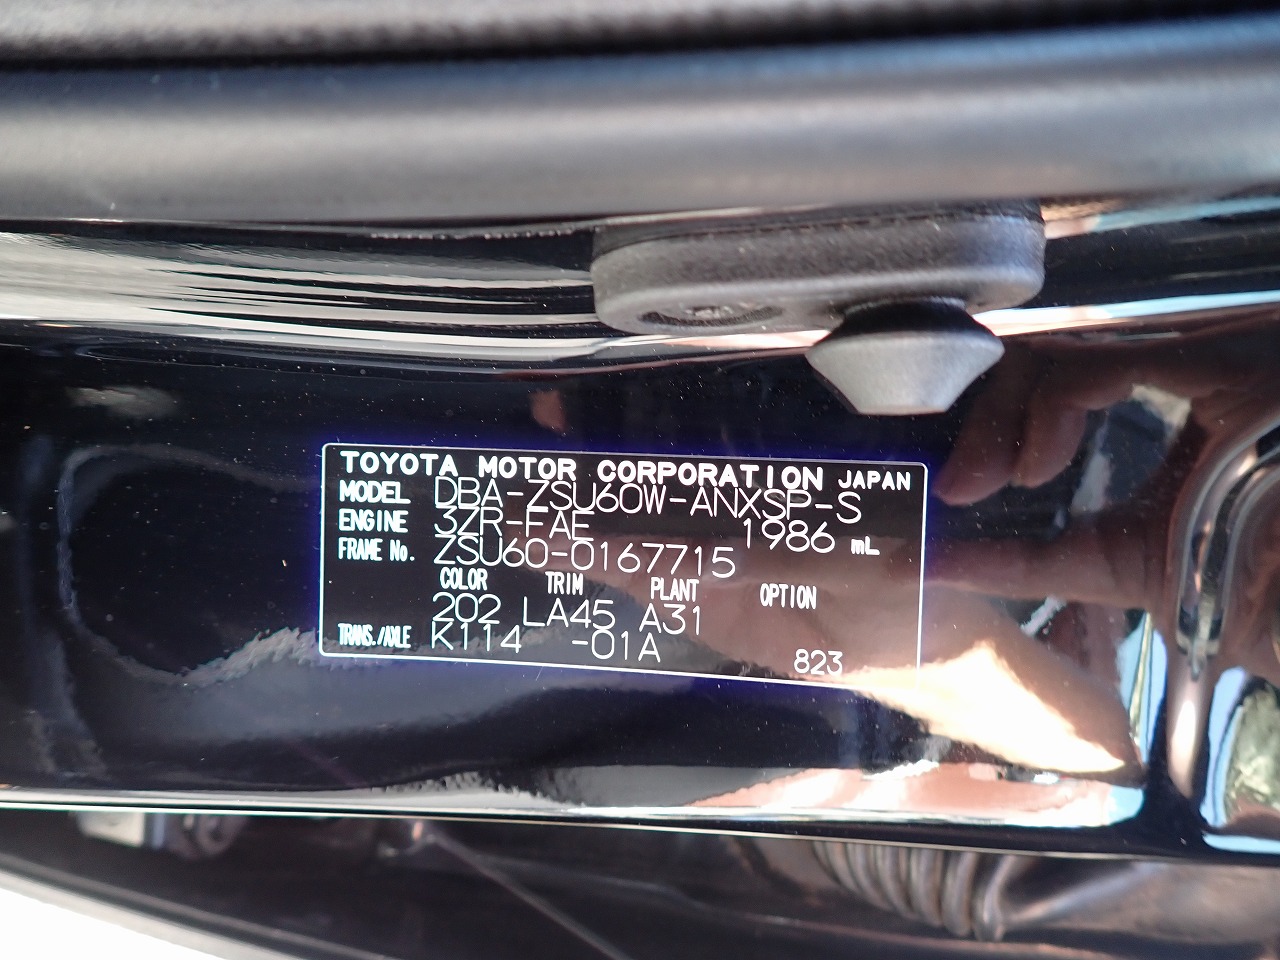 TOYOTA MOTOR CORPORATION JAPAN
MODEL DBA-ZSU60W-ANXSP-S
ENGINE 3ZR-FAE 1986 mL
FRAME No. ZSU60-0167715
COLOR TRIM PLANT OPTION
202 LA45 A31
TRANS./AXLE K114 -01A 823